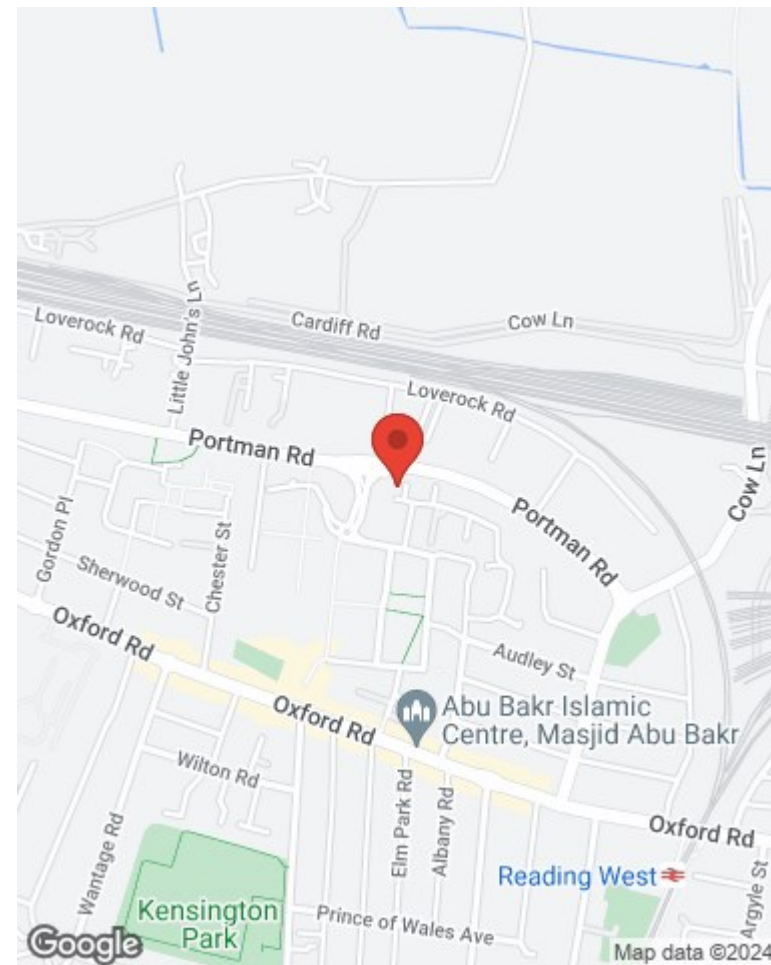 Cardiff Rd
Cow Ln
Loverock Rd
Little John's Ln
Loverock Rd
Portman Rd
Cow Ln
Portman Rd
Gordon Pl
Chester St
Sherwood St
Oxford Rd
Audley St
Abu Bakr Islamic
Centre, Masjid Abu Bakr
Oxford Rd
Wilton Rd
Elm Park Rd
Albany Rd
Oxford Rd
Wantage Rd
Reading West
Argyle St
Kensington
Park
Prince of Wales Ave
Google
Map data ©2024